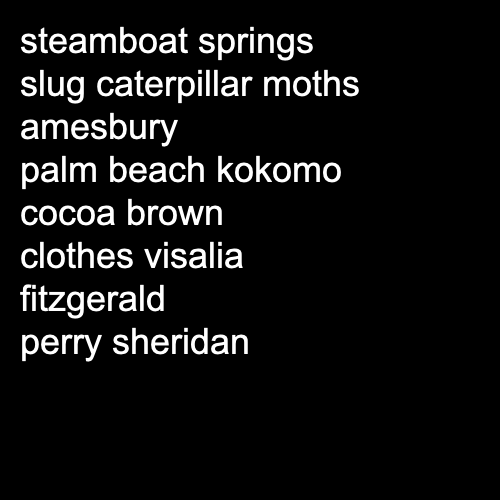 steamboat springs
slug caterpillar moths
amesbury
palm beach kokomo
cocoa brown
clothes visalia
fitzgerald
perry sheridan